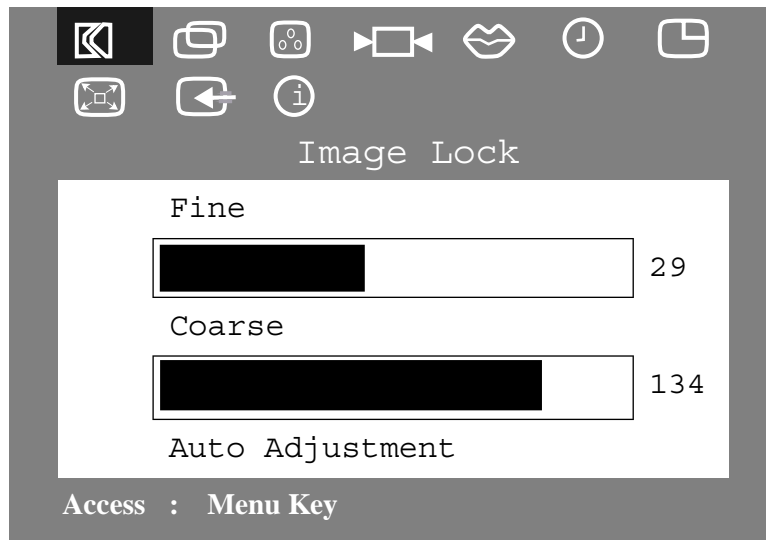 Image Lock
Fine
29
Coarse
134
Auto Adjustment
Access : Menu Key